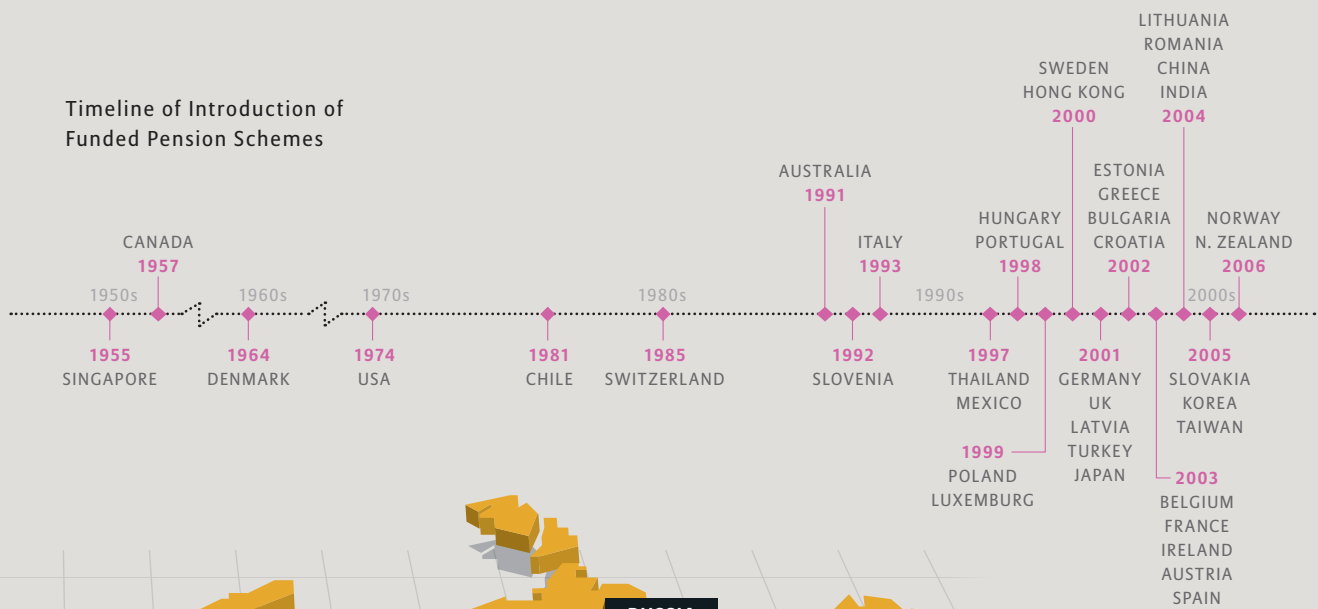 Timeline of Introduction of
Funded Pension Schemes
CANADA
1957
AUSTRALIA
1991
ITALY
1993
HUNGARY
PORTUGAL
1998
SWEDEN
HONG KONG
2000
ESTONIA
GREECE
BULGARIA
CROATIA
2002
LITHUANIA
ROMANIA
CHINA
INDIA
2004
NORWAY
N. ZEALAND
2006
1950s
1960s
1970s
1980s
1990s
2000s
1955
SINGAPORE
1964
DENMARK
1974
USA
1981
CHILE
1985
SWITZERLAND
1992
SLOVENIA
1997
THAILAND
MEXICO
1999
POLAND
LUXEMBURG
2001
GERMANY
UK
LATVIA
TURKEY
JAPAN
2003
BELGIUM
FRANCE
IRELAND
AUSTRIA
SPAIN
2005
SLOVAKIA
KOREA
TAIWAN
RUSSIA